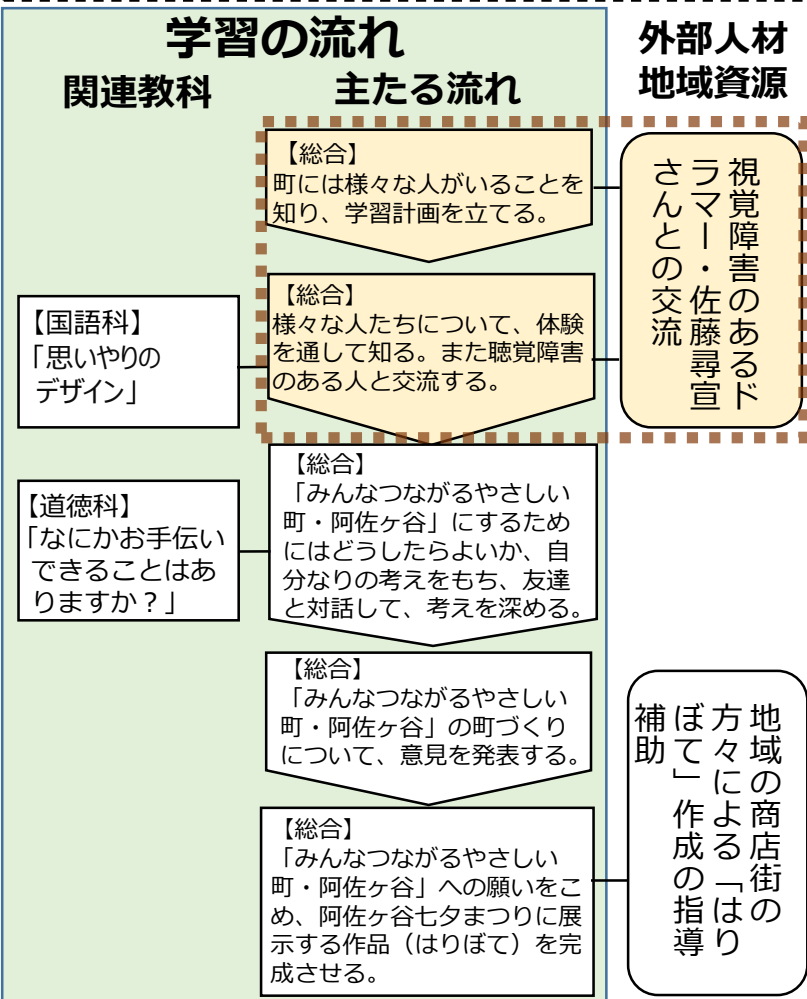 学習の流れ
関連教科
主たる流れ
外部人材
地域資源
【総合】
町には様々な人がいることを
知り、学習計画を立てる。
視覚障害のあるド
ラマー・佐藤尋宣
さんとの交流
【国語科】
「思いやりの
デザイン」
【総合】
様々な人たちについて、体験
を通して知る。また聴覚障害
のある人と交流する。
【道徳科】
「なにかお手伝い
できることはあ
りますか？」
【総合】
「みんなつながるやさしい
町・阿佐ヶ谷」にするため
にはどうしたらよいか、自
分なりの考えをもち、友達
と対話して、考えを深める。
【総合】
「みんなつながるやさしい
町・阿佐ヶ谷」の町づくり
について、意見を発表する。
【総合】
「みんなつながるやさしい
町・阿佐ヶ谷」への願いをこ
め、阿佐ヶ谷七夕まつりに展
示する作品（はりぼて）を完
成させる。
地域の商店街の
方々による「はり
ぼて」作成の指導
補助